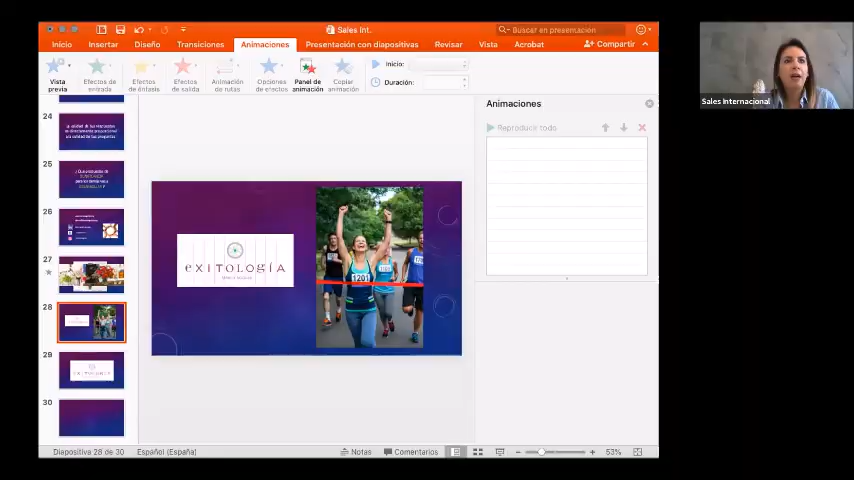 Sales Int.
Buscar en presentación
Inicio
Insertar
Diseño
Transiciones
Animaciones
Presentación con diapositivas
Revisar
Vista
Acrobat
Compartir
Vista previa
Efectos de entrada
Efectos de énfasis
Efectos de salida
Animación de rutas
Opciones de efectos
Panel de animación
Copiar animación
Inicio:
Duración:
24
25
26
27
28
29
30
eXITOLOGÍA
1201
Animaciones
Reproducir todo
Sales Internacional
Diapositiva 28 de 30
Español (España)
Notas
Comentarios
53%